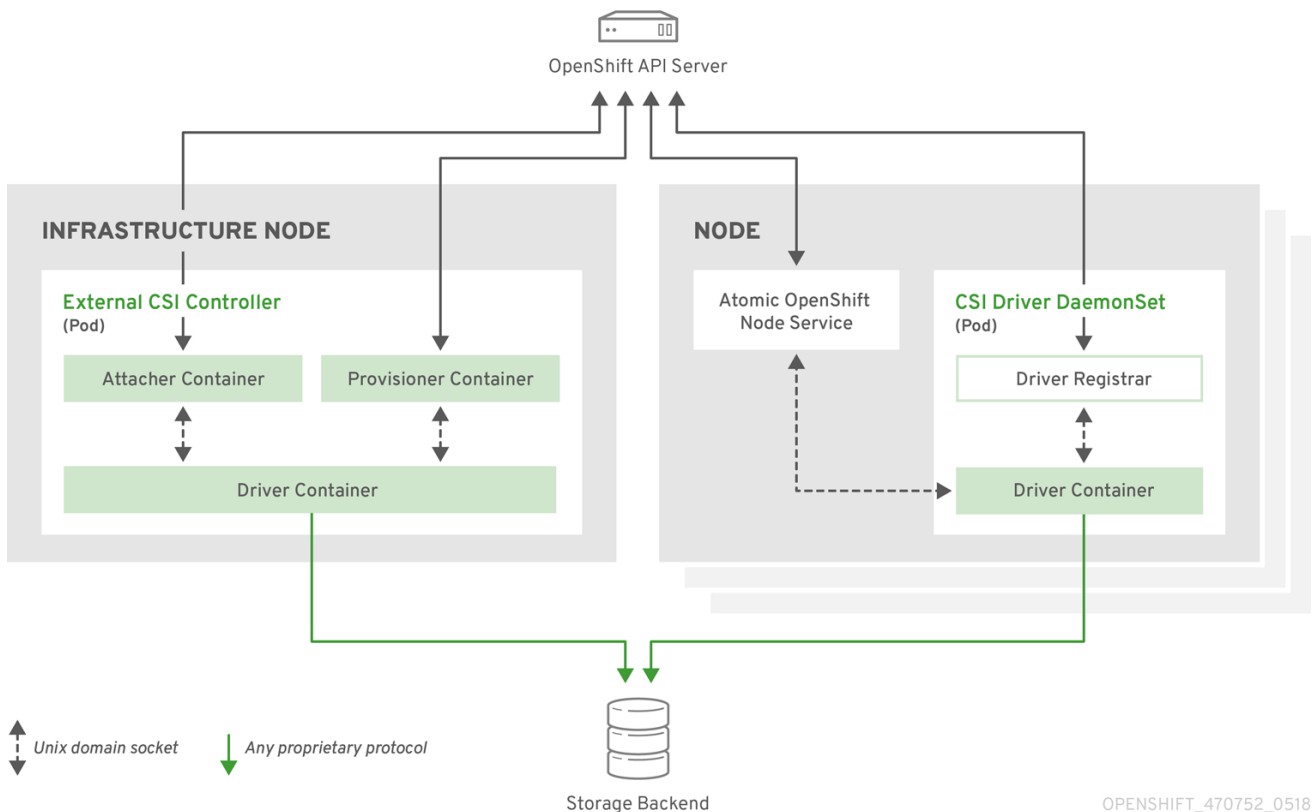 OpenShift API Server
INFRASTRUCTURE NODE
External CSI Controller
(Pod)
Attacher Container
Provisioner Container
Driver Container
NODE
Atomic OpenShift
Node Service
CSI Driver DaemonSet
(Pod)
Driver Registrar
Driver Container
Unix domain socket
Any proprietary protocol
Storage Backend
OPENSHIFT_470752_0518